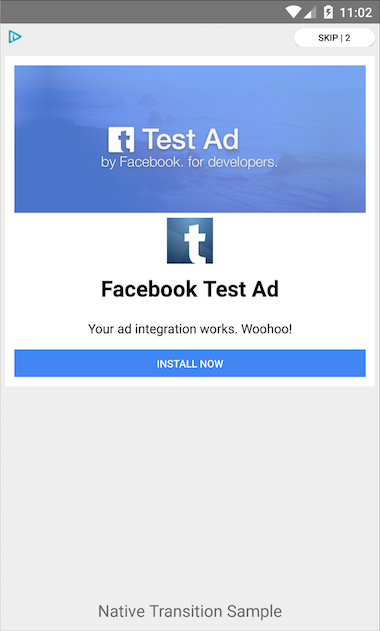 11:02
SKIP | 2
t Test Ad
by Facebook. for developers.
t
Facebook Test Ad
Your ad integration works. Woohoo!
INSTALL NOW
Native Transition Sample